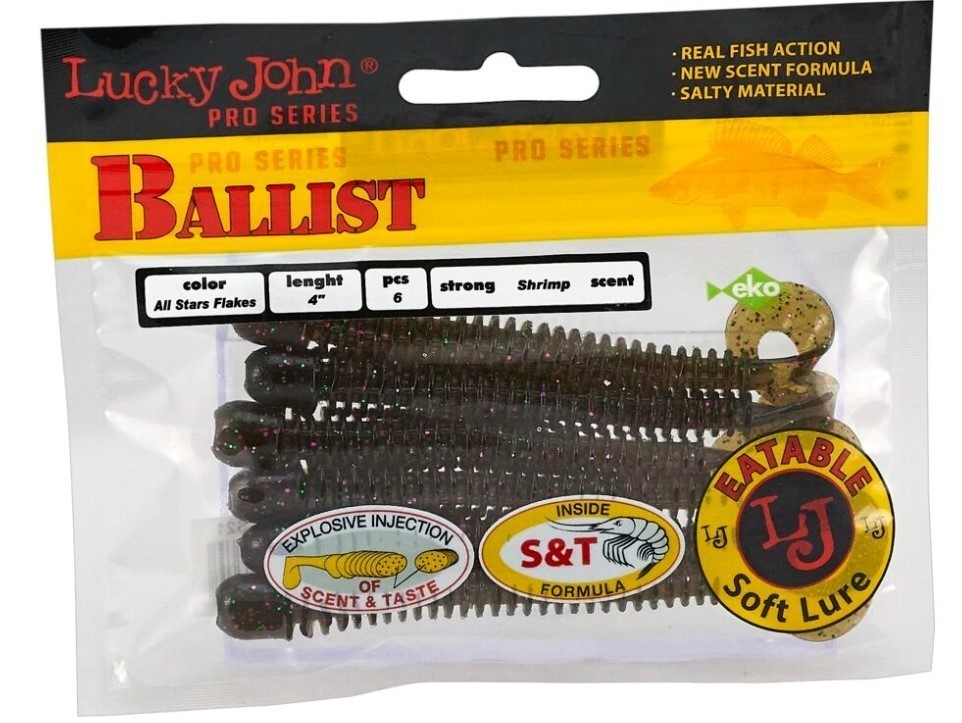 Lucky John®
PRO SERIES
· REAL FISH ACTION
· NEW SCENT FORMULA
· SALTY MATERIAL
PRO SERIES
PRO SERIES
BALLIST
color
All Stars Flakes
lenght
4"
pcs
6
strong Shrimp scent
eko
EXPLOSIVE INJECTION
OF
SCENT & TASTE
INSIDE
S&T
FORMULA
EATABLE
LJ
LJ
LJ
Soft Lure